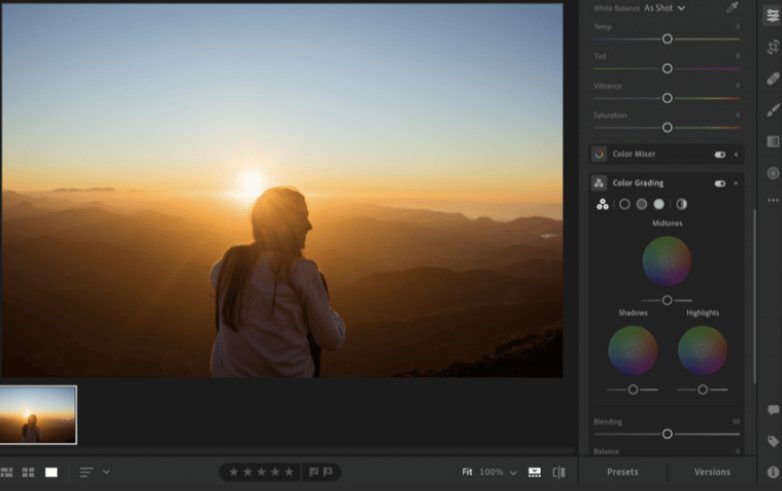 White Balance As Shot
Temp 0
Tint 0
Vibrance 0
Saturation 0
Color Mixer
Color Grading
Midtones
Shadows Highlights
Blending 50
Balance 0
Fit 100% Presets Versions